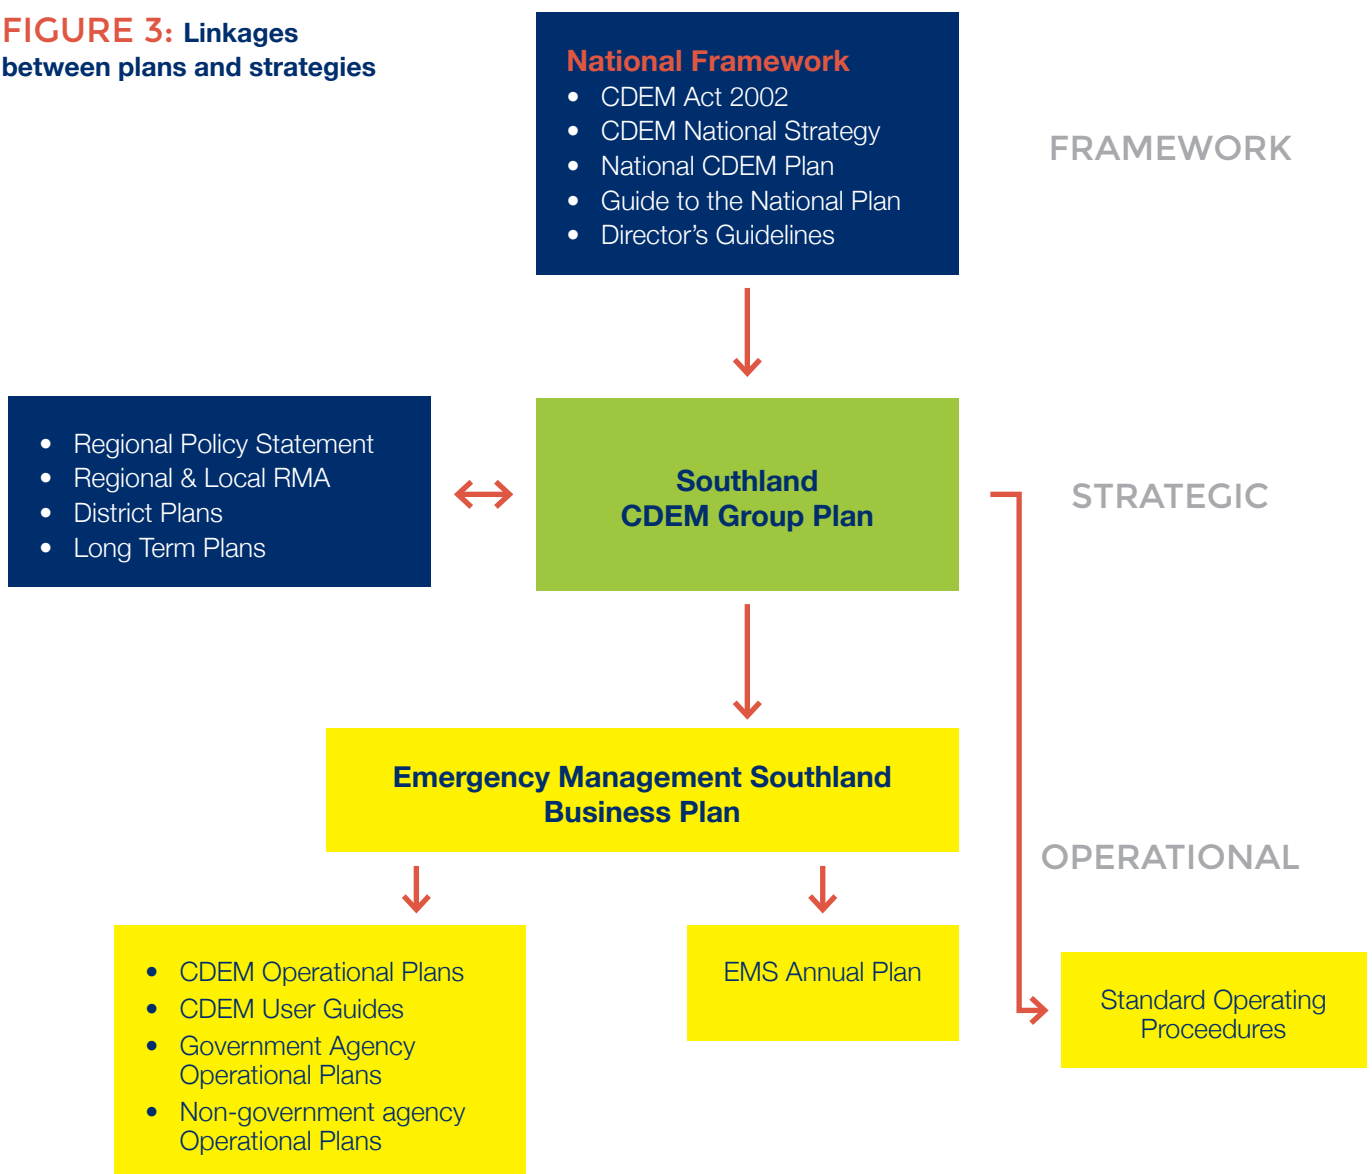 FIGURE 3: Linkages
between plans and strategies
National Framework
• CDEM Act 2002
• CDEM National Strategy
• National CDEM Plan
• Guide to the National Plan
• Director’s Guidelines
FRAMEWORK
• Regional Policy Statement
• Regional & Local RMA
• District Plans
• Long Term Plans
Southland
CDEM Group Plan
STRATEGIC
Emergency Management Southland
Business Plan
OPERATIONAL
• CDEM Operational Plans
• CDEM User Guides
• Government Agency
Operational Plans
• Non-government agency
Operational Plans
EMS Annual Plan
Standard Operating
Proceedures